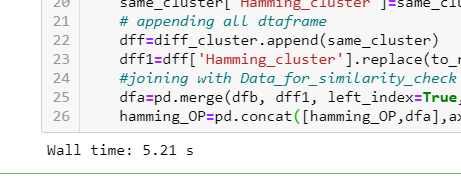 20 same_cluster['Hamming_cluster']=same_clu
21 # appending all dtaframe
22 dff=diff_cluster.append(same_cluster)
23 dff1=dff['Hamming_cluster'].replace(to_r
24 #joining with Data_for_similarity_check
25 dfa=pd.merge(dfb, dff1, left_index=True,
26 hamming_OP=pd.concat([hamming_OP,dfa],ax
Wall time: 5.21 s